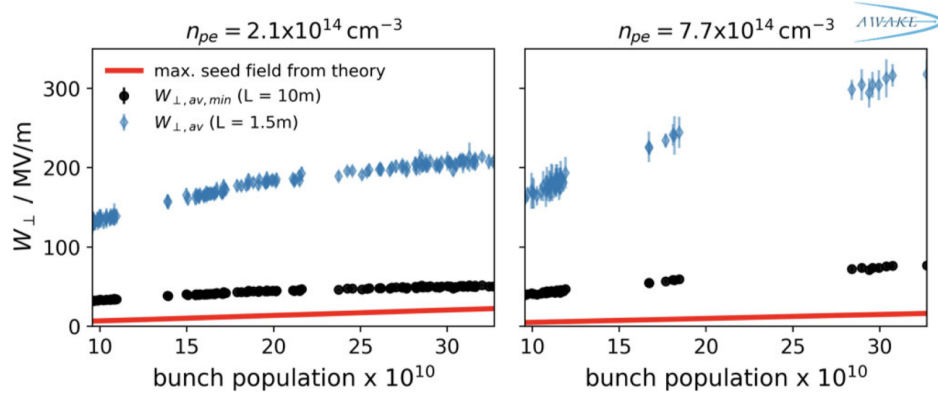 n_pe = 2.1x10^14 cm^−3
n_pe = 7.7x10^14 cm^−3
AWAKE
W_⊥ / MV/m
300
200
100
0
max. seed field from theory
W_⊥,av,min (L = 10m)
W_⊥,av (L = 1.5m)
10 15 20 25 30
10 15 20 25 30
bunch population x 10^10
bunch population x 10^10